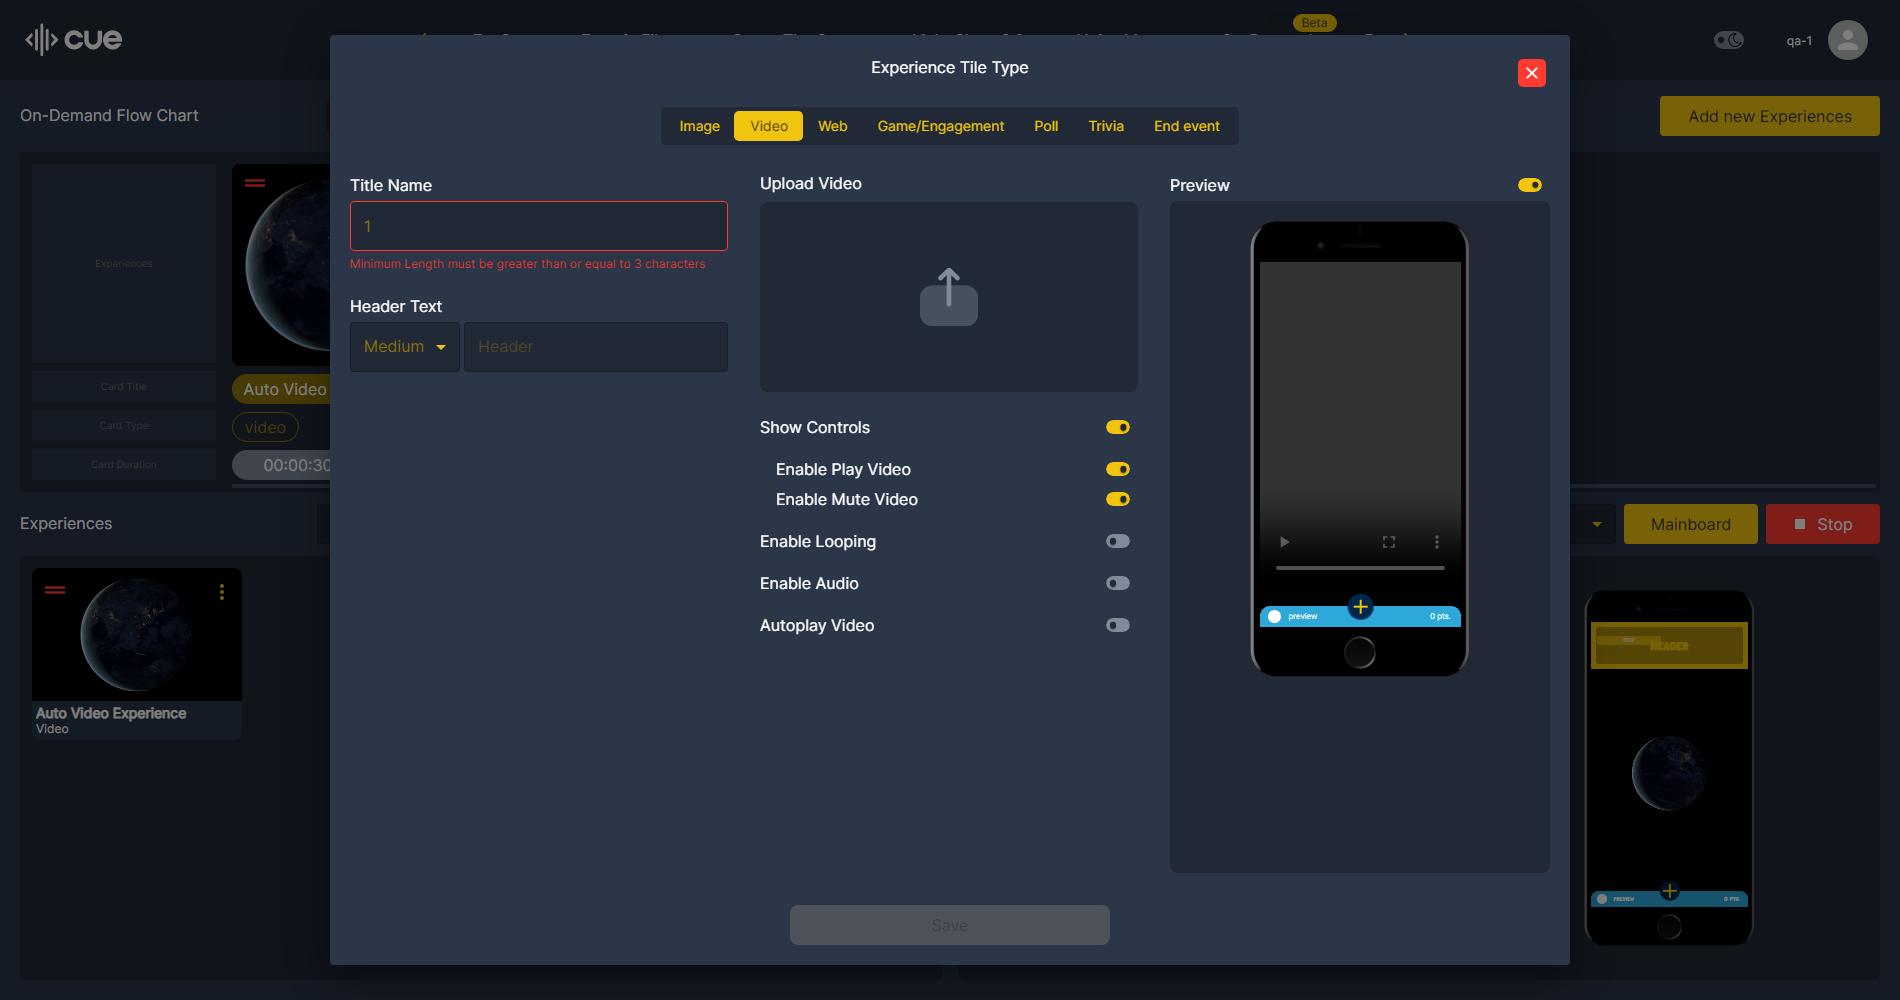 cue
Beta
qa-1
Experience Tile Type
On-Demand Flow Chart
Add new Experiences
Image
Video
Web
Game/Engagement
Poll
Trivia
End event
Title Name
1
Minimum Length must be greater than or equal to 3 characters
Header Text
Medium
Header
Upload Video
Show Controls
Enable Play Video
Enable Mute Video
Enable Looping
Enable Audio
Autoplay Video
Preview
preview
0 pts.
Save
Experiences
Card Title
Auto Video
Card Type
video
Card Duration
00:00:30
Experiences
Mainboard
Stop
Auto Video Experience
Video
HEADER
PREVIEW
0 PTS.